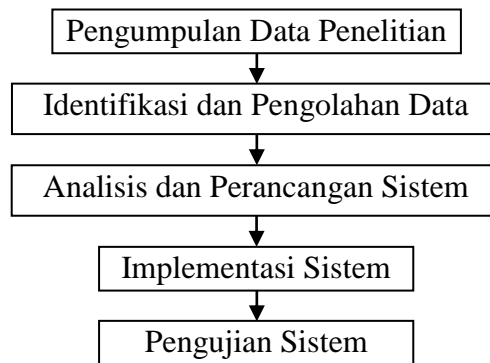 Pengumpulan Data Penelitian
Identifikasi dan Pengolahan Data
Analisis dan Perancangan Sistem
Implementasi Sistem
Pengujian Sistem